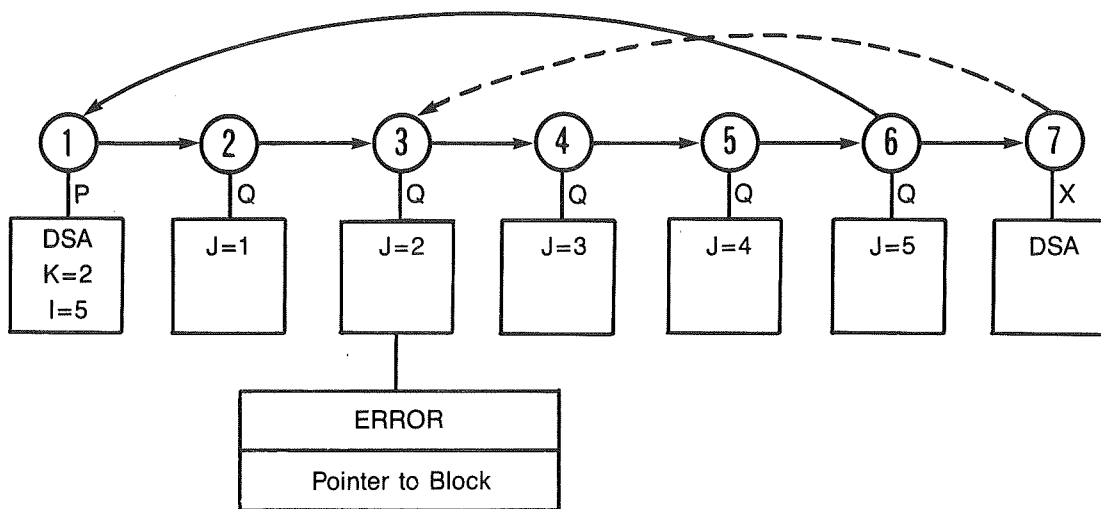 1 2 3 4 5 6 7
P Q Q Q Q Q X
DSA J=1 J=2 J=3 J=4 J=5 DSA
K=2
I=5
ERROR
Pointer to Block